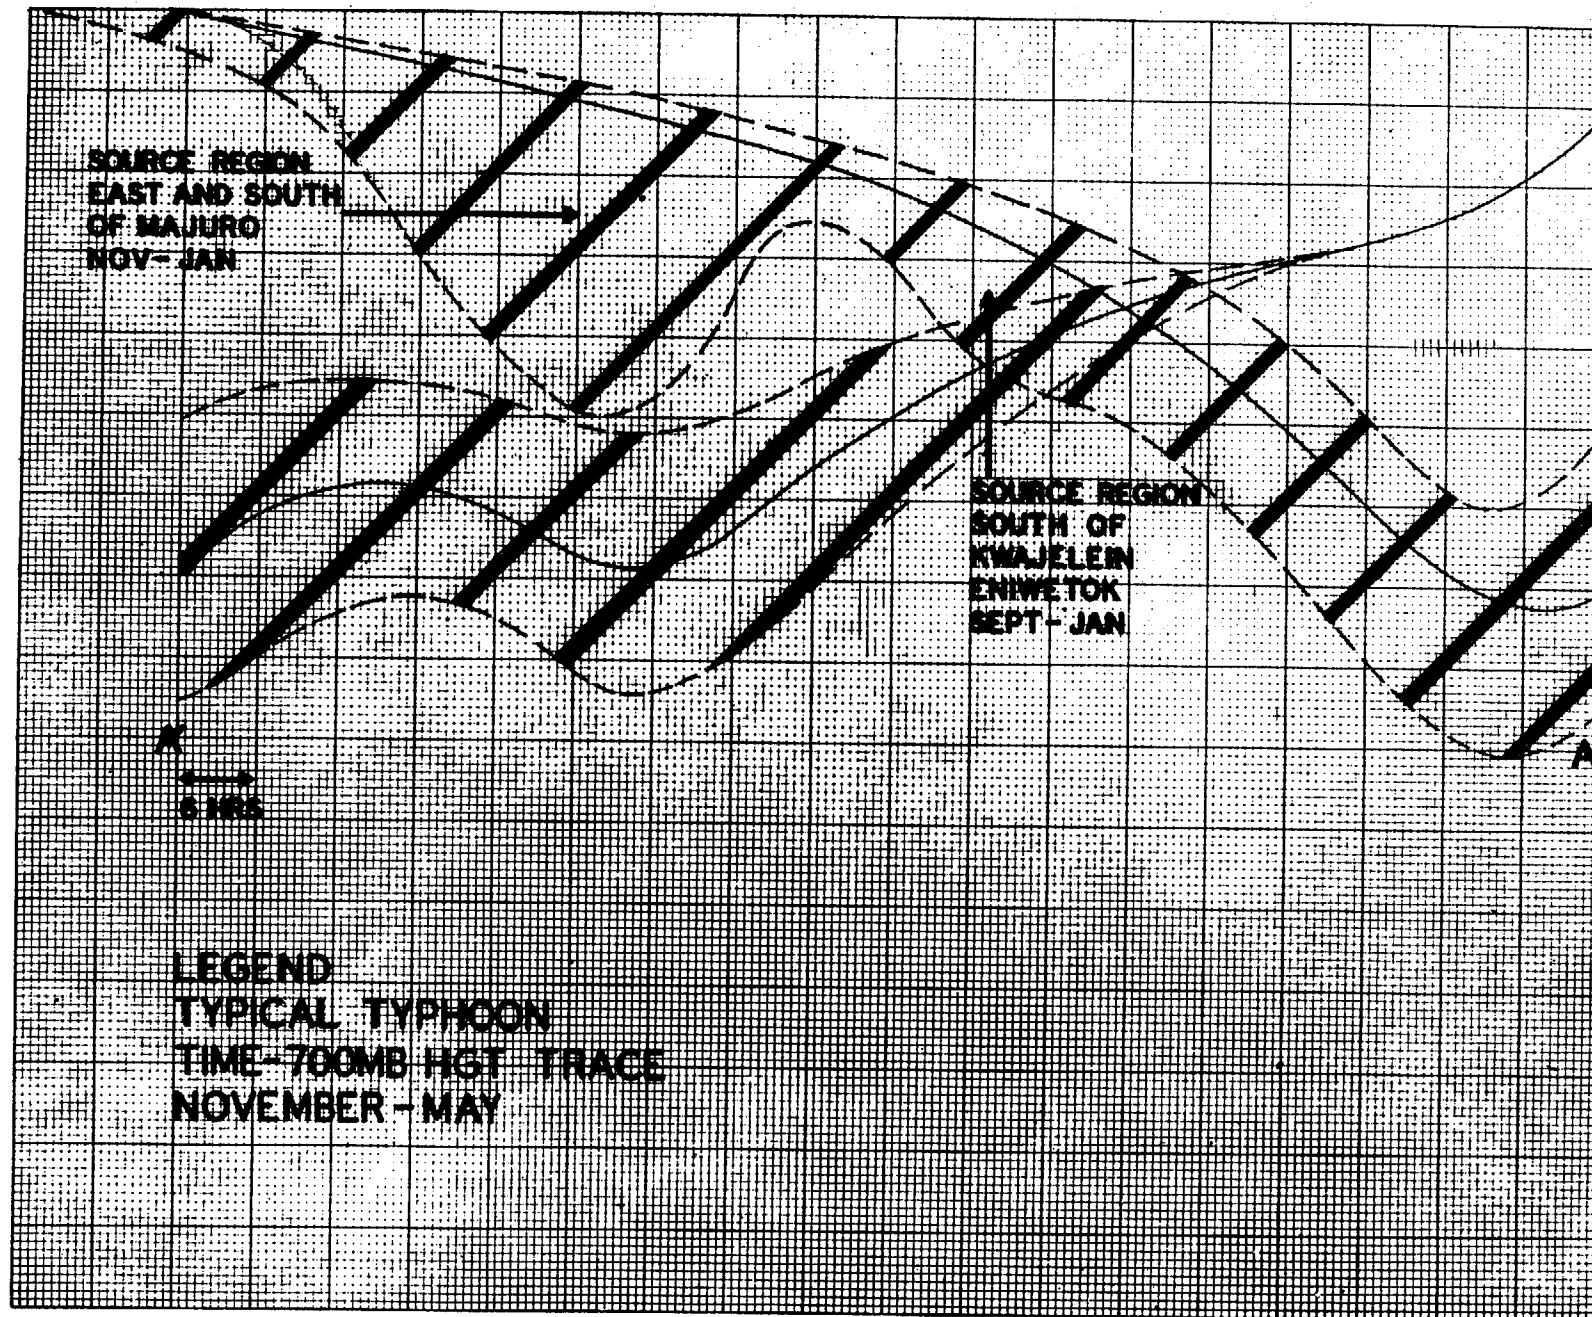 SOURCE REGION
EAST AND SOUTH
OF MAJURO
NOV-JAN
SOURCE REGION
SOUTH OF
KWAJELEIN
ENIWETOK
SEPT-JAN
6 HRS
A
LEGEND
TYPICAL TYPHOON
TIME-700MB HGT TRACE
NOVEMBER-MAY